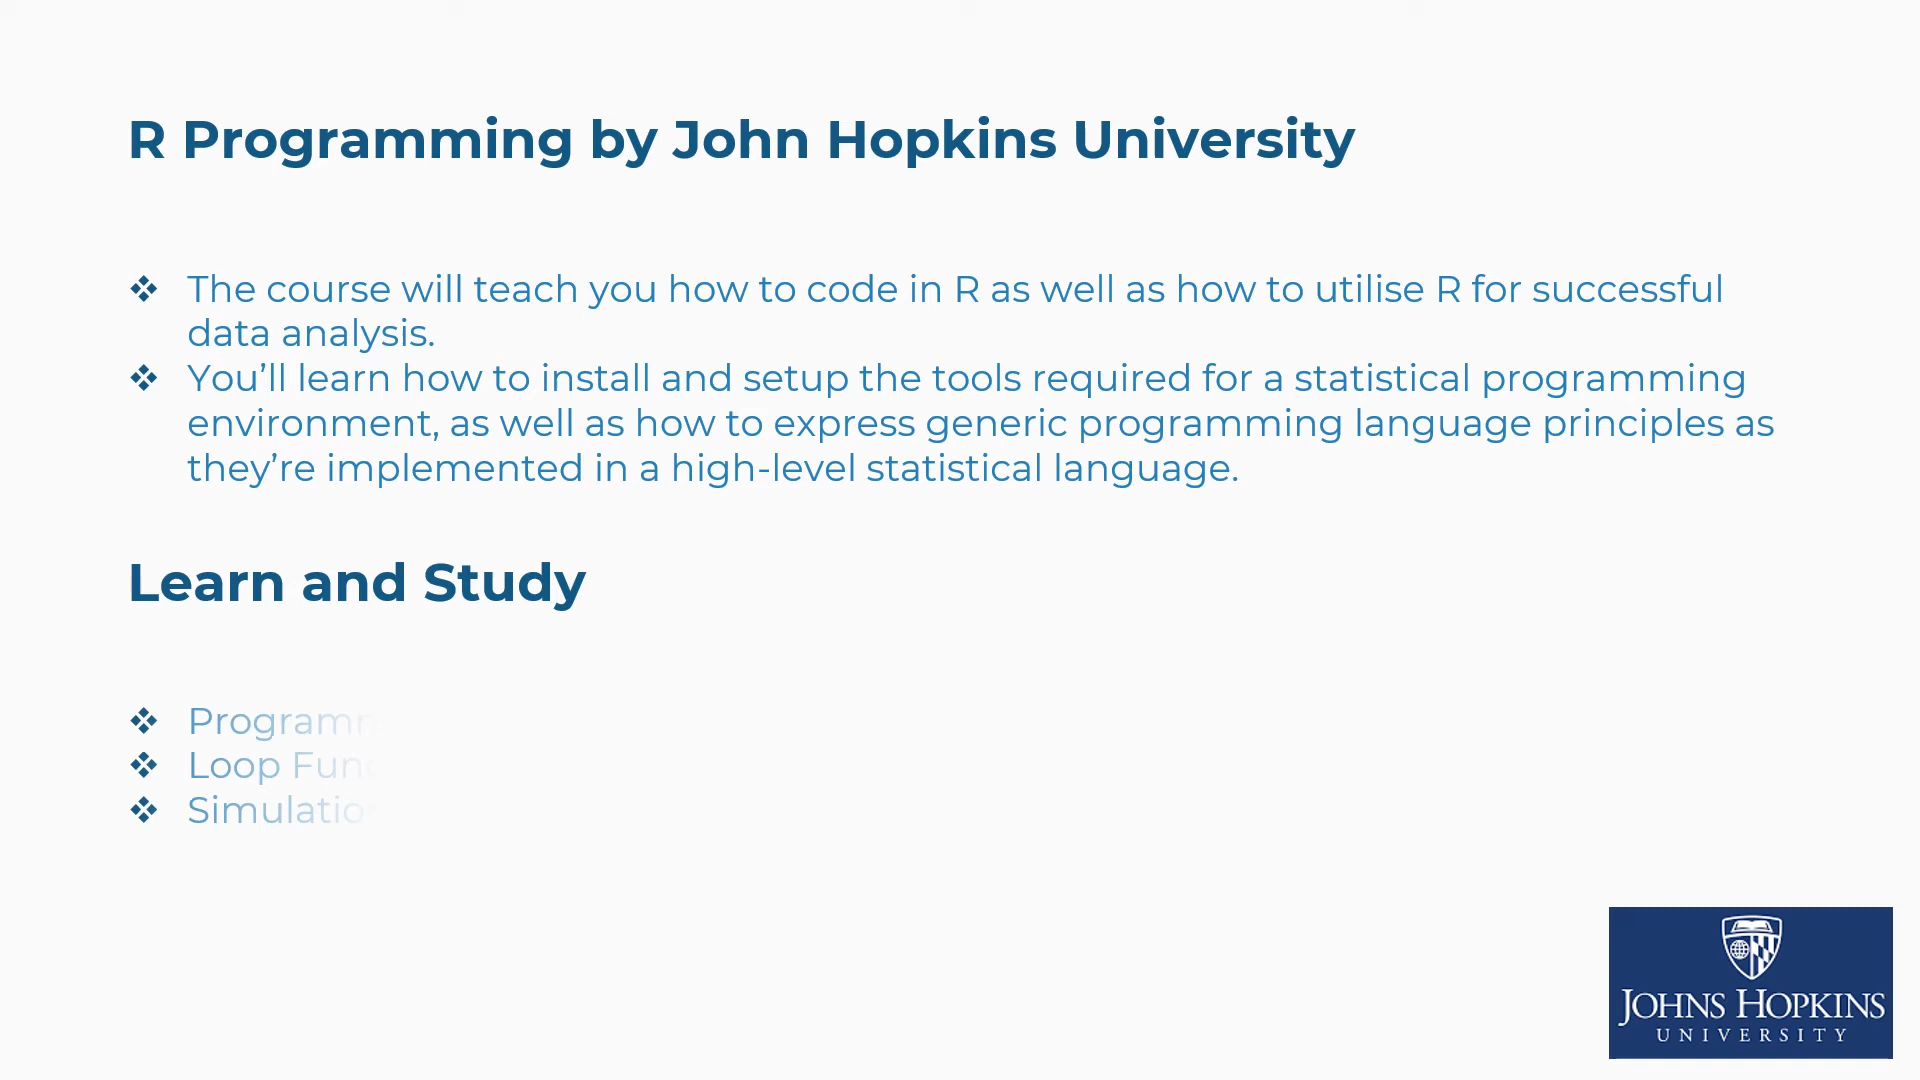 R Programming by John Hopkins University
❖ The course will teach you how to code in R as well as how to utilise R for successful
data analysis.
❖ You’ll learn how to install and setup the tools required for a statistical programming
environment, as well as how to express generic programming language principles as
they’re implemented in a high-level statistical language.
Learn and Study
❖
❖ Loop
❖
JOHNS HOPKINS
UNIVERSITY